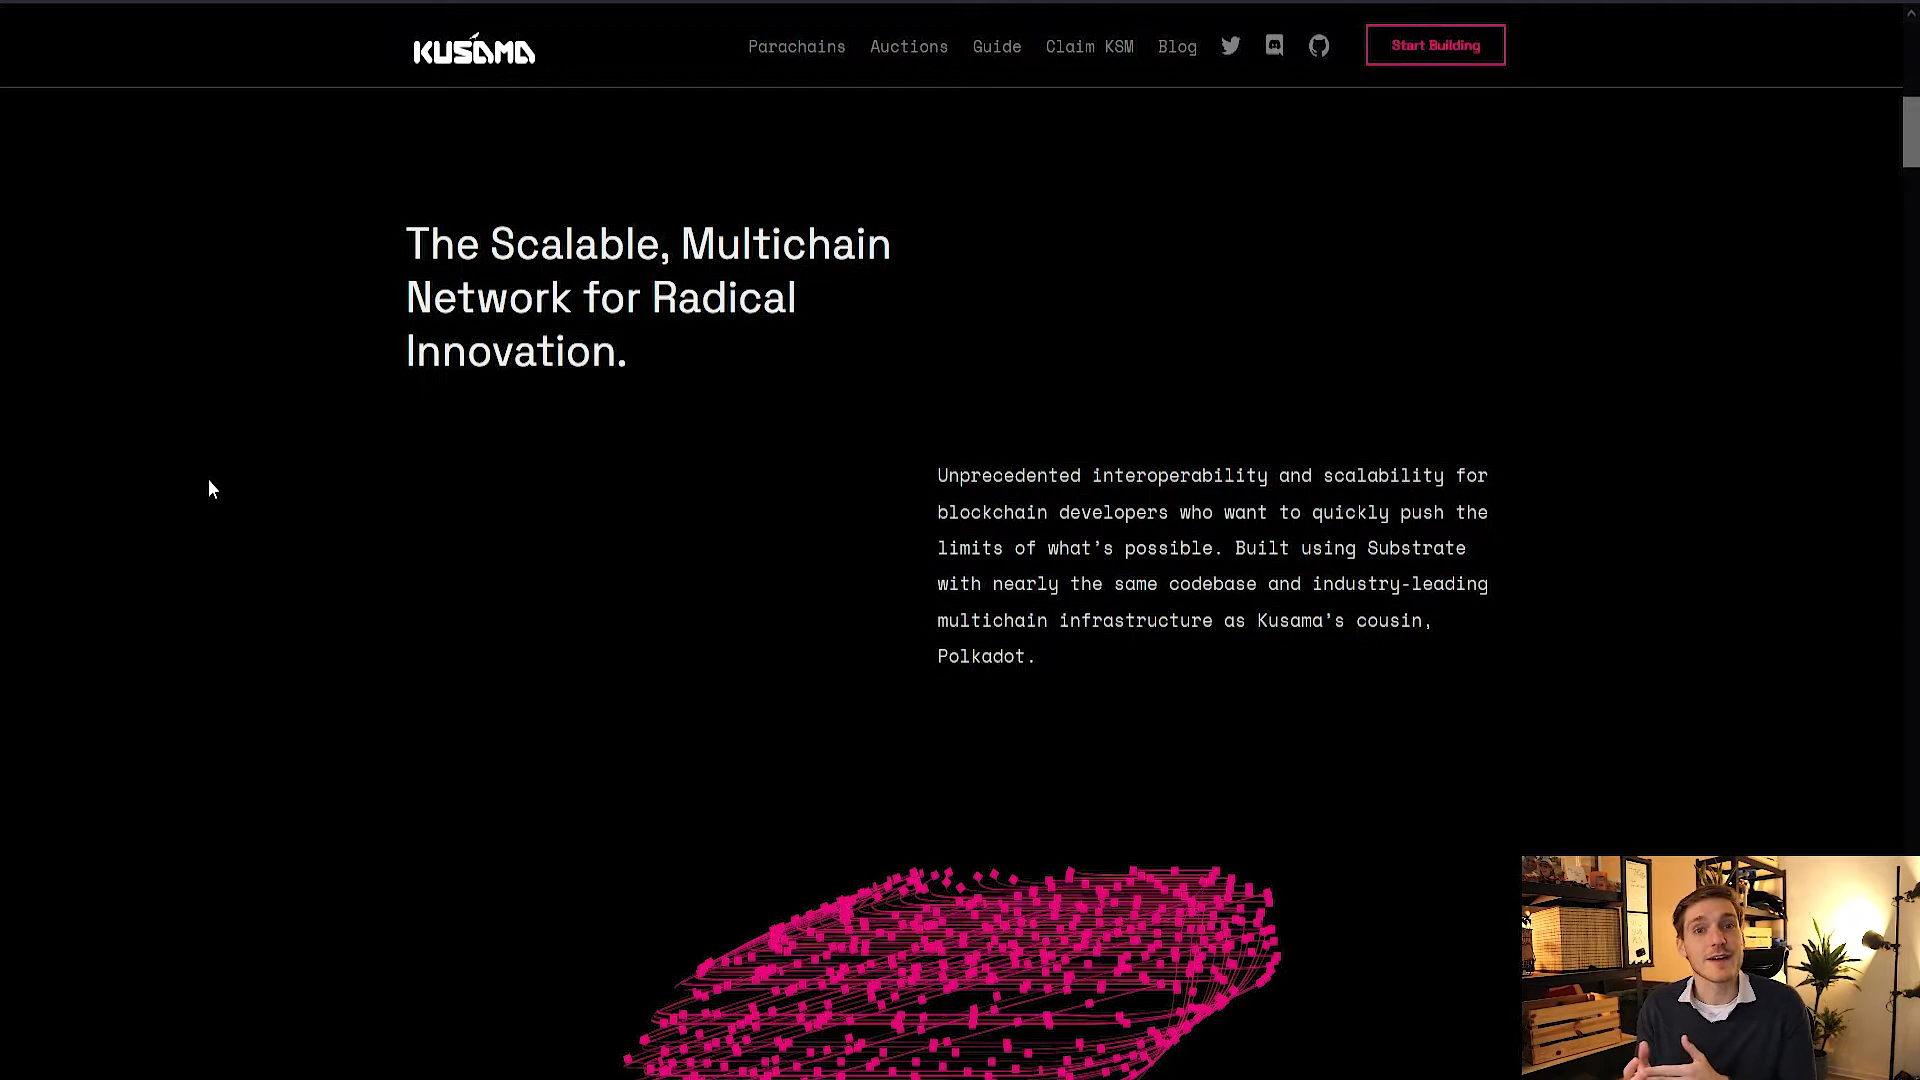 KUSAMA
Parachains Auctions Guide Claim KSM Blog Start Building
The Scalable, Multichain
Network for Radical
Innovation.
Unprecedented interoperability and scalability for
blockchain developers who want to quickly push the
limits of what’s possible. Built using Substrate
with nearly the same codebase and industry-leading
multichain infrastructure as Kusama’s cousin,
Polkadot.